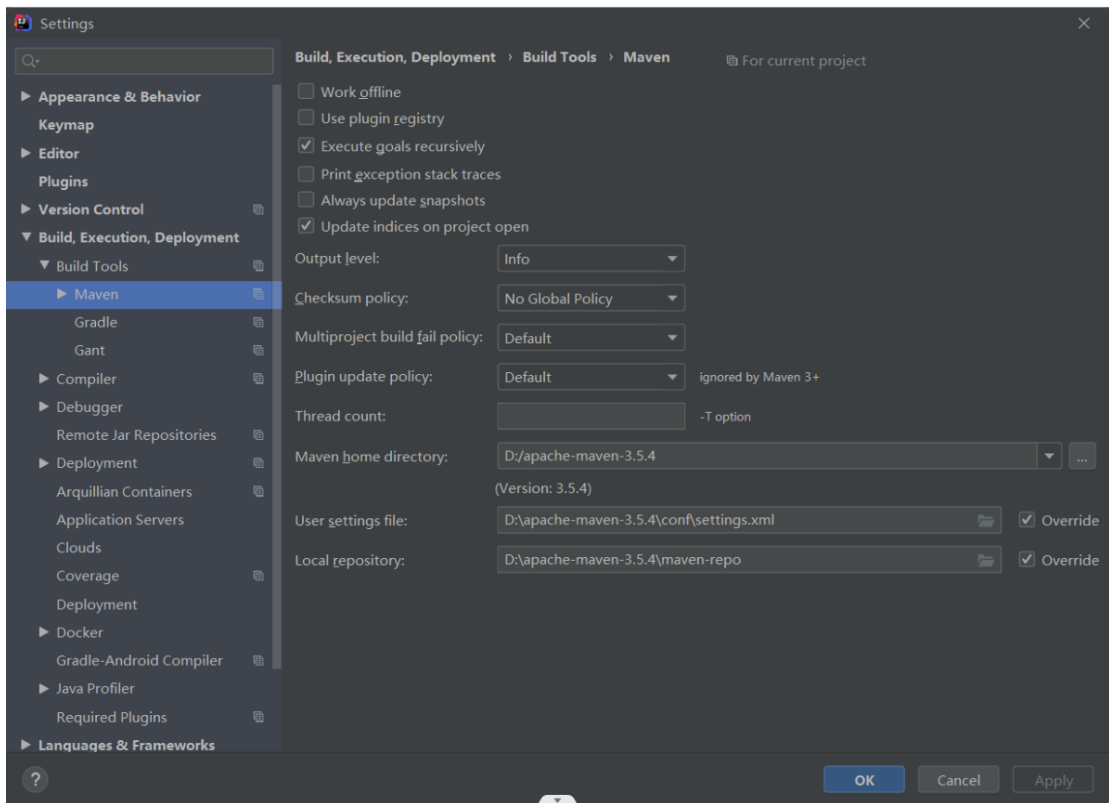 Settings
Build, Execution, Deployment › Build Tools › Maven For current project
Appearance & Behavior
Keymap
Editor
Plugins
Version Control
Build, Execution, Deployment
Build Tools
Maven
Gradle
Gant
Compiler
Debugger
Remote Jar Repositories
Deployment
Arquillian Containers
Application Servers
Clouds
Coverage
Deployment
Docker
Gradle-Android Compiler
Java Profiler
Required Plugins
Languages & Frameworks
Work offline
Use plugin registry
Execute goals recursively
Print exception stack traces
Always update snapshots
Update indices on project open
Output level: Info
Checksum policy: No Global Policy
Multiproject build fail policy: Default
Plugin update policy: Default ignored by Maven 3+
Thread count: -T option
Maven home directory: D:/apache-maven-3.5.4 ...
(Version: 3.5.4)
User settings file: D:\apache-maven-3.5.4\conf\settings.xml Override
Local repository: D:\apache-maven-3.5.4\maven-repo Override
? OK Cancel Apply